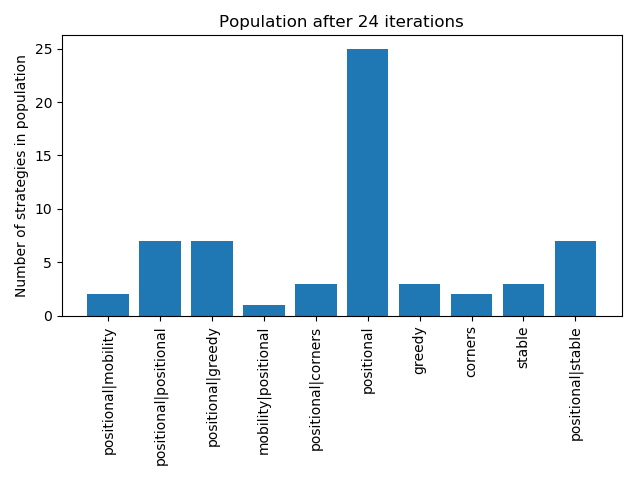 Population after 24 iterations
Number of strategies in population
25
20
15
10
5
0
positional|mobility
positional|positional
positional|greedy
mobility|positional
positional|corners
positional
greedy
corners
stable
positional|stable